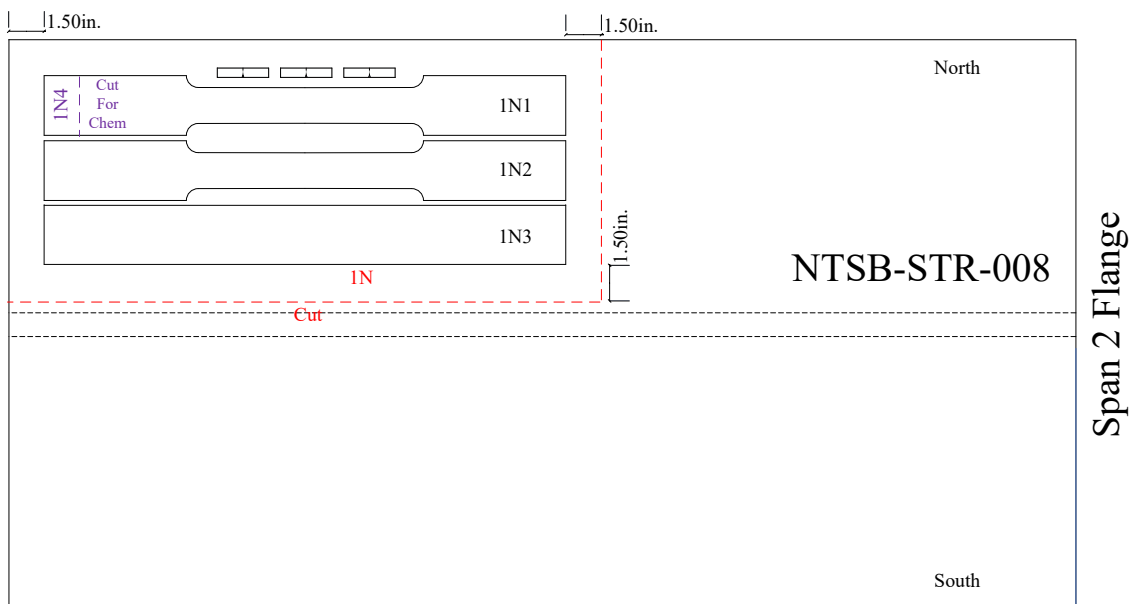 1.50in.
1.50in.
North
1N4
Cut
For
Chem
1N1
1N2
1N3
1.50in.
1N
NTSB-STR-008
Cut
Span 2 Flange
South